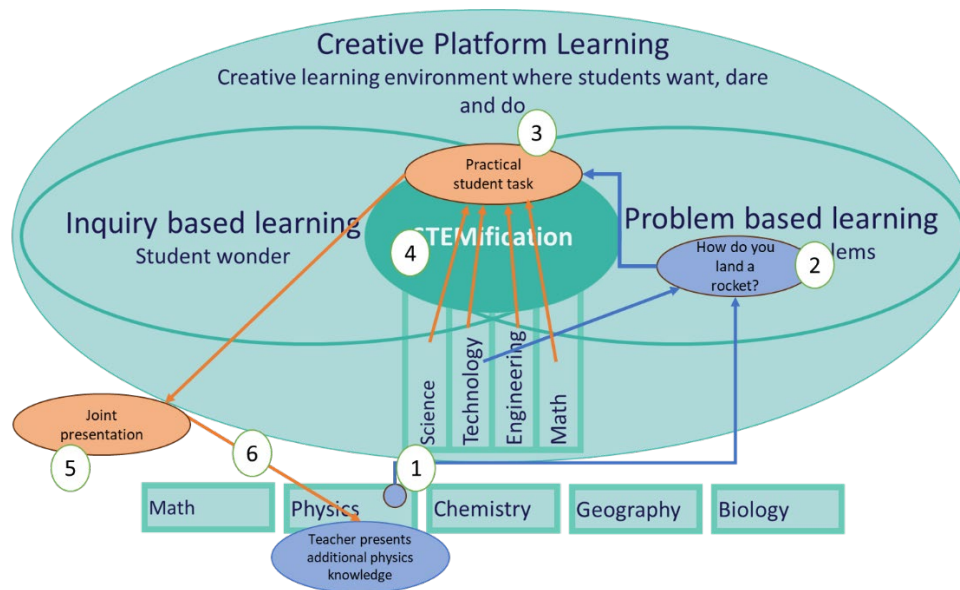 Creative Platform Learning
Creative learning environment where students want, dare
and do
3
Practical
student task
Inquiry based learning
Student wonder
4
STEMification
Problem based learning
lems
How do you
land a
rocket?
2
Science
Technology
Engineering
Math
Joint
presentation
5
6
1
Math
Physics
Chemistry
Geography
Biology
Teacher presents
additional physics
knowledge